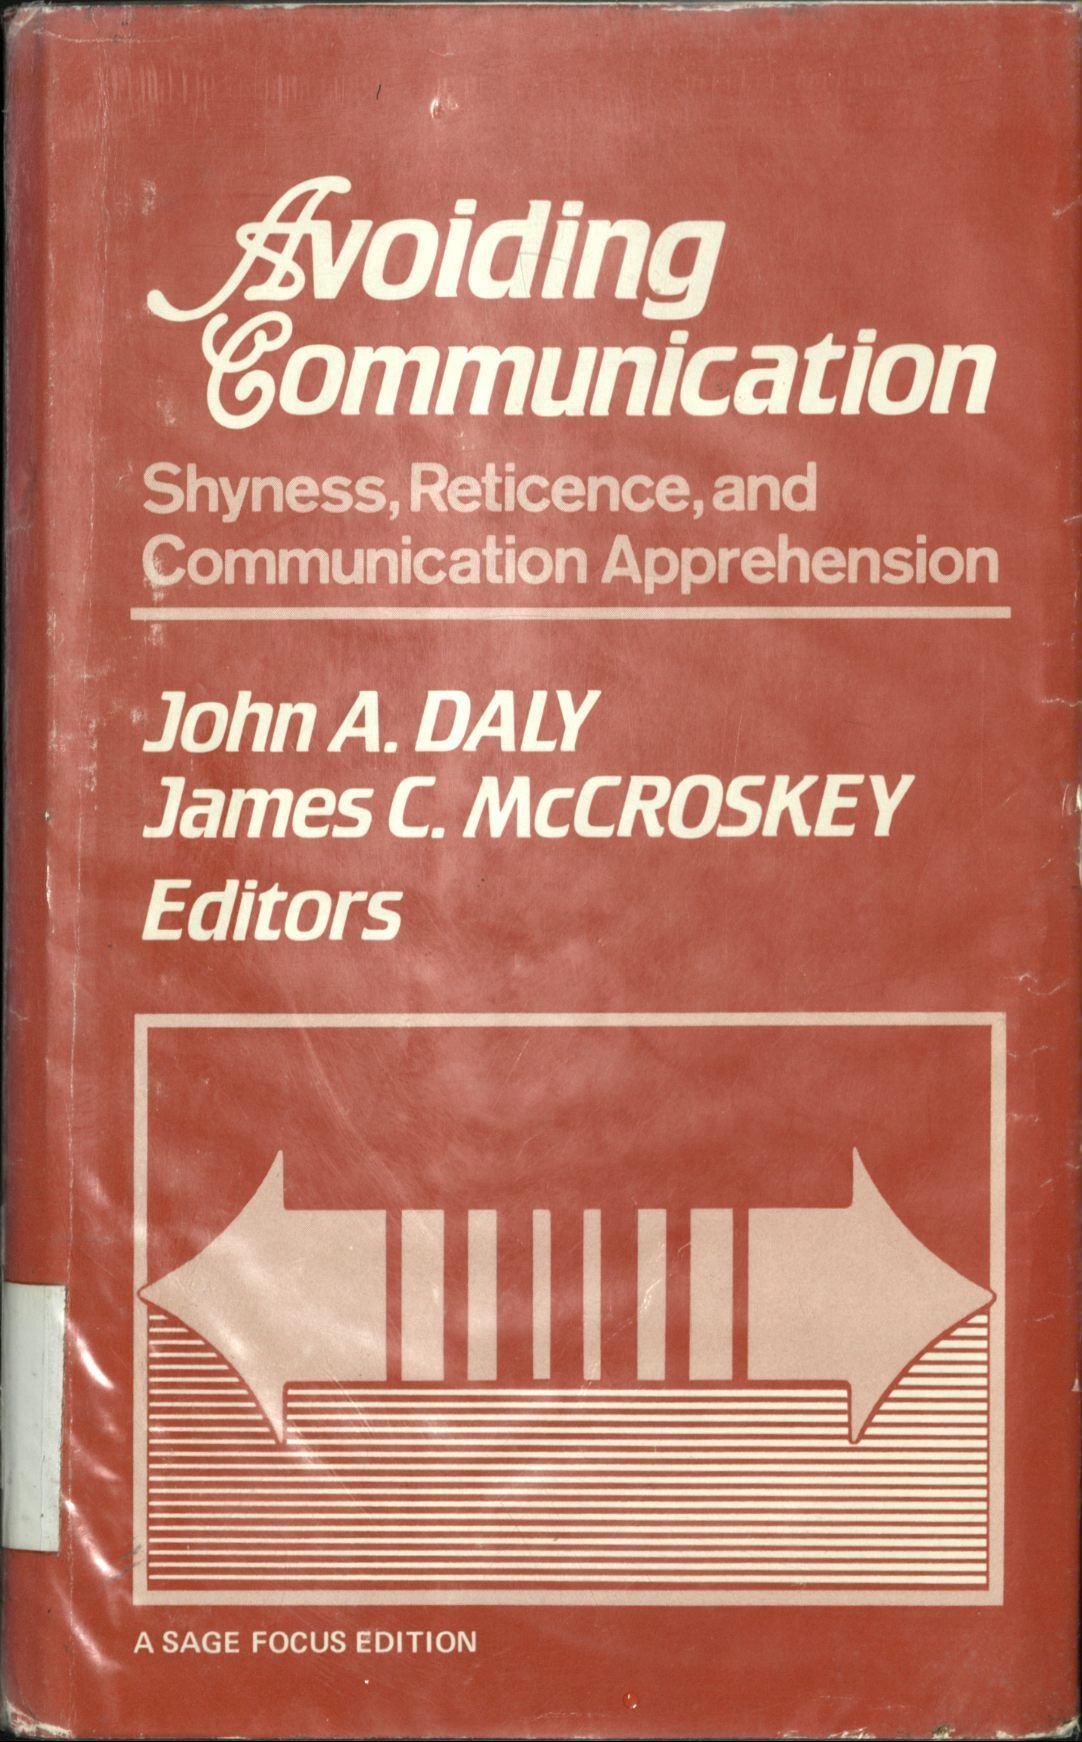 Avoiding
Communication
Shyness, Reticence, and
Communication Apprehension
John A. DALY
James C. McCROSKEY
Editors
A SAGE FOCUS EDITION